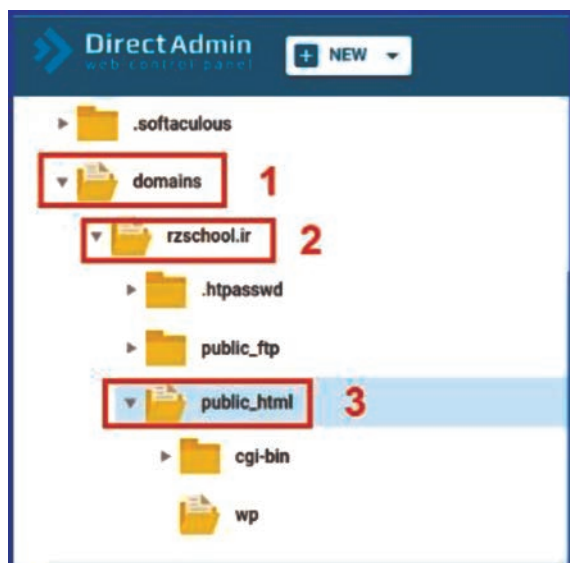 DirectAdmin
web control panel
NEW
.softaculous
domains 1
rzschool.ir 2
.htpasswd
public_ftp
public_html 3
cgi-bin
wp